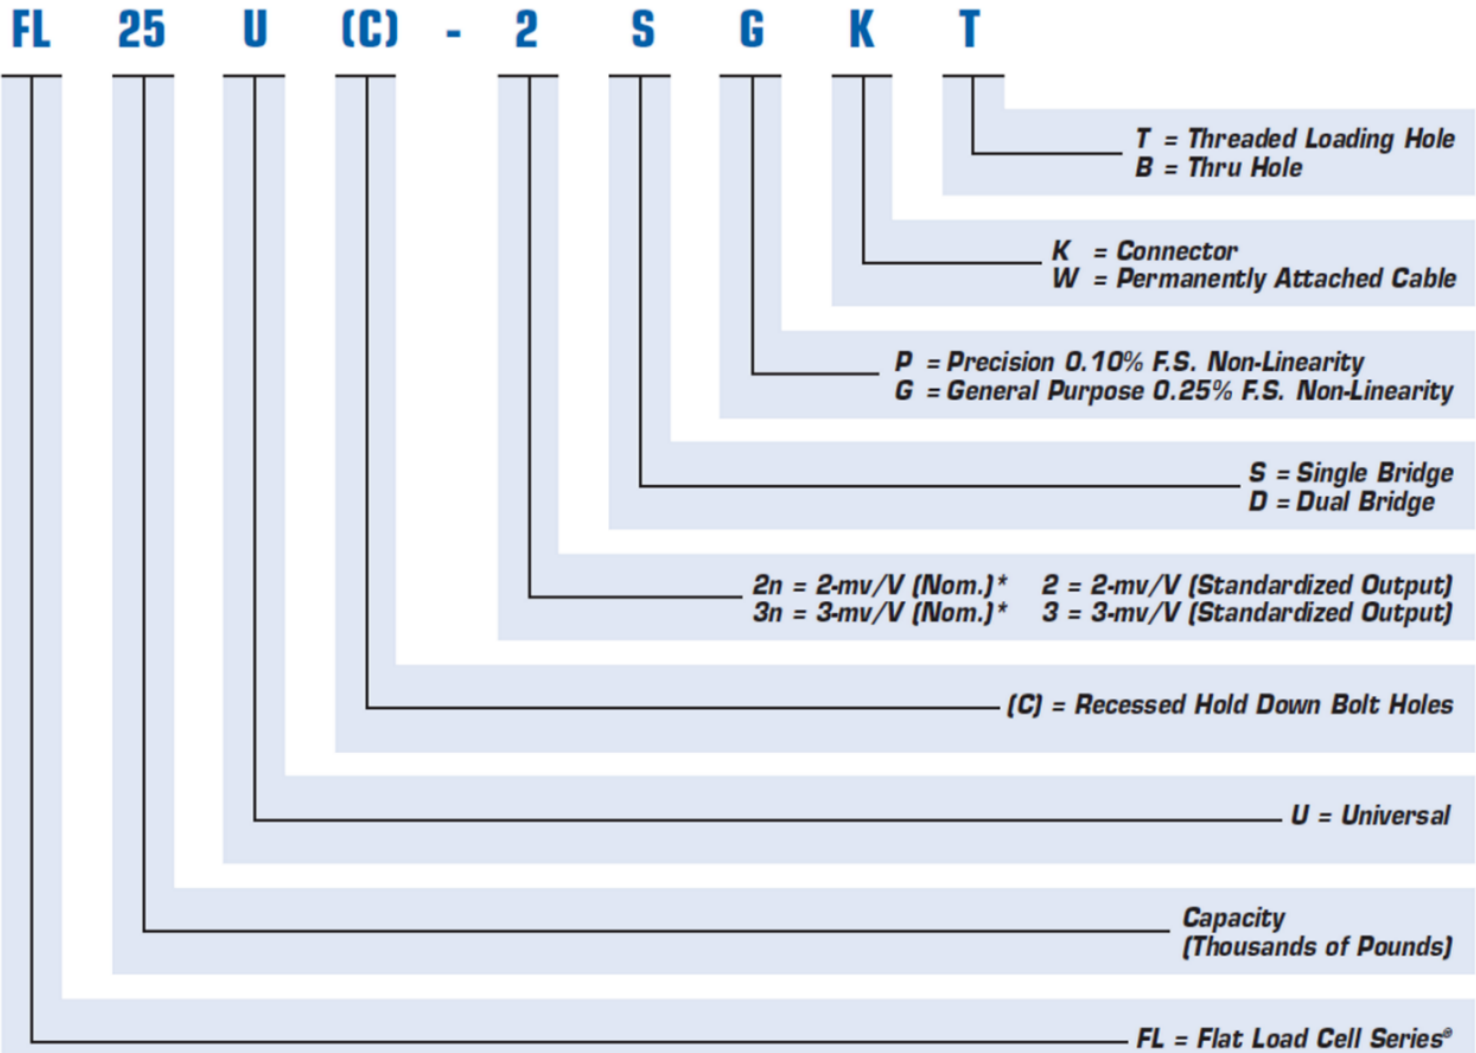 FL 25 U (C) - 2 S G K T
T = Threaded Loading Hole
B = Thru Hole
K = Connector
W = Permanently Attached Cable
P = Precision 0.10% F.S. Non-Linearity
G = General Purpose 0.25% F.S. Non-Linearity
S = Single Bridge
D = Dual Bridge
2n = 2-mv/V (Nom.)* 2 = 2-mv/V (Standardized Output)
3n = 3-mv/V (Nom.)* 3 = 3-mv/V (Standardized Output)
(C) = Recessed Hold Down Bolt Holes
U = Universal
Capacity
(Thousands of Pounds)
FL = Flat Load Cell Series®